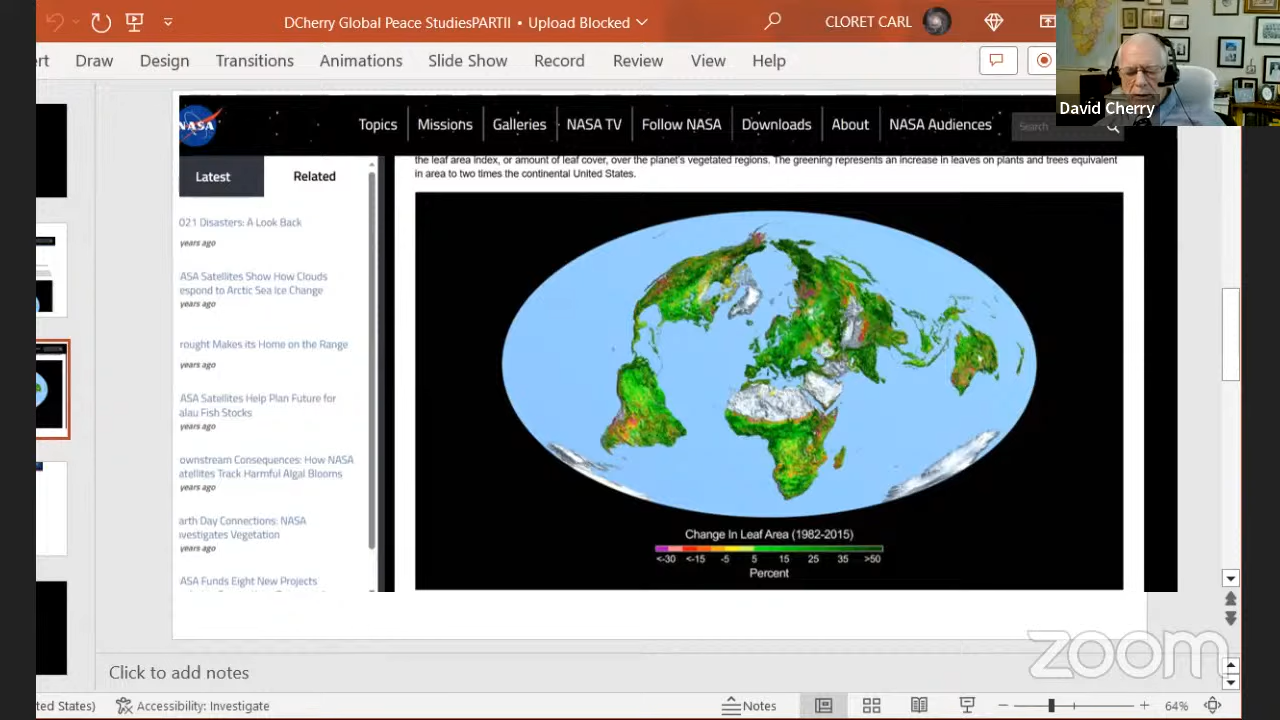 DCherry Global Peace StudiesPARTII • Upload Blocked
CLORET CARL
rt
Draw
Design
Transitions
Animations
Slide Show
Record
Review
View
Help
David Cherry
NASA
Topics
Missions
Galleries
NASA TV
Follow NASA
Downloads
About
NASA Audiences
Search
Latest
Related
021 Disasters: A Look Back
years ago
ASA Satellites Show How Clouds
espond to Arctic Sea Ice Change
years ago
rought Makes its Home on the Range
years ago
ASA Satellites Help Plan Future for
alau Fish Stocks
years ago
ownstream Consequences: How NASA
atellites Track Harmful Algal Blooms
years ago
arth Day Connections: NASA
vestigates Vegetation
years ago
ASA Funds Eight New Projects
the leaf area index, or amount of leaf cover, over the planet's vegetated regions. The greening represents an increase in leaves on plants and trees equivalent
in area to two times the continental United States.
Change In Leaf Area (1982-2015)
<-30 <-15 -5 5 15 25 35 >50
Percent
zoom
Click to add notes
ted States)
Accessibility: Investigate
Notes
64%